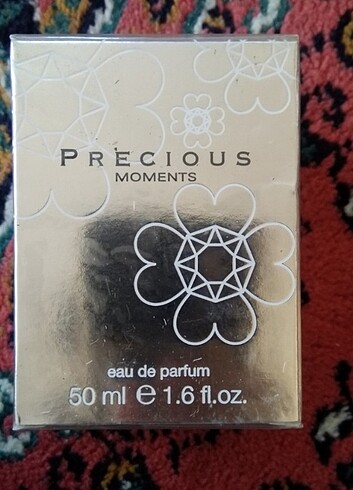 PRECIOUS
MOMENTS
eau de parfum
50 ml ℮ 1.6 fl.oz.